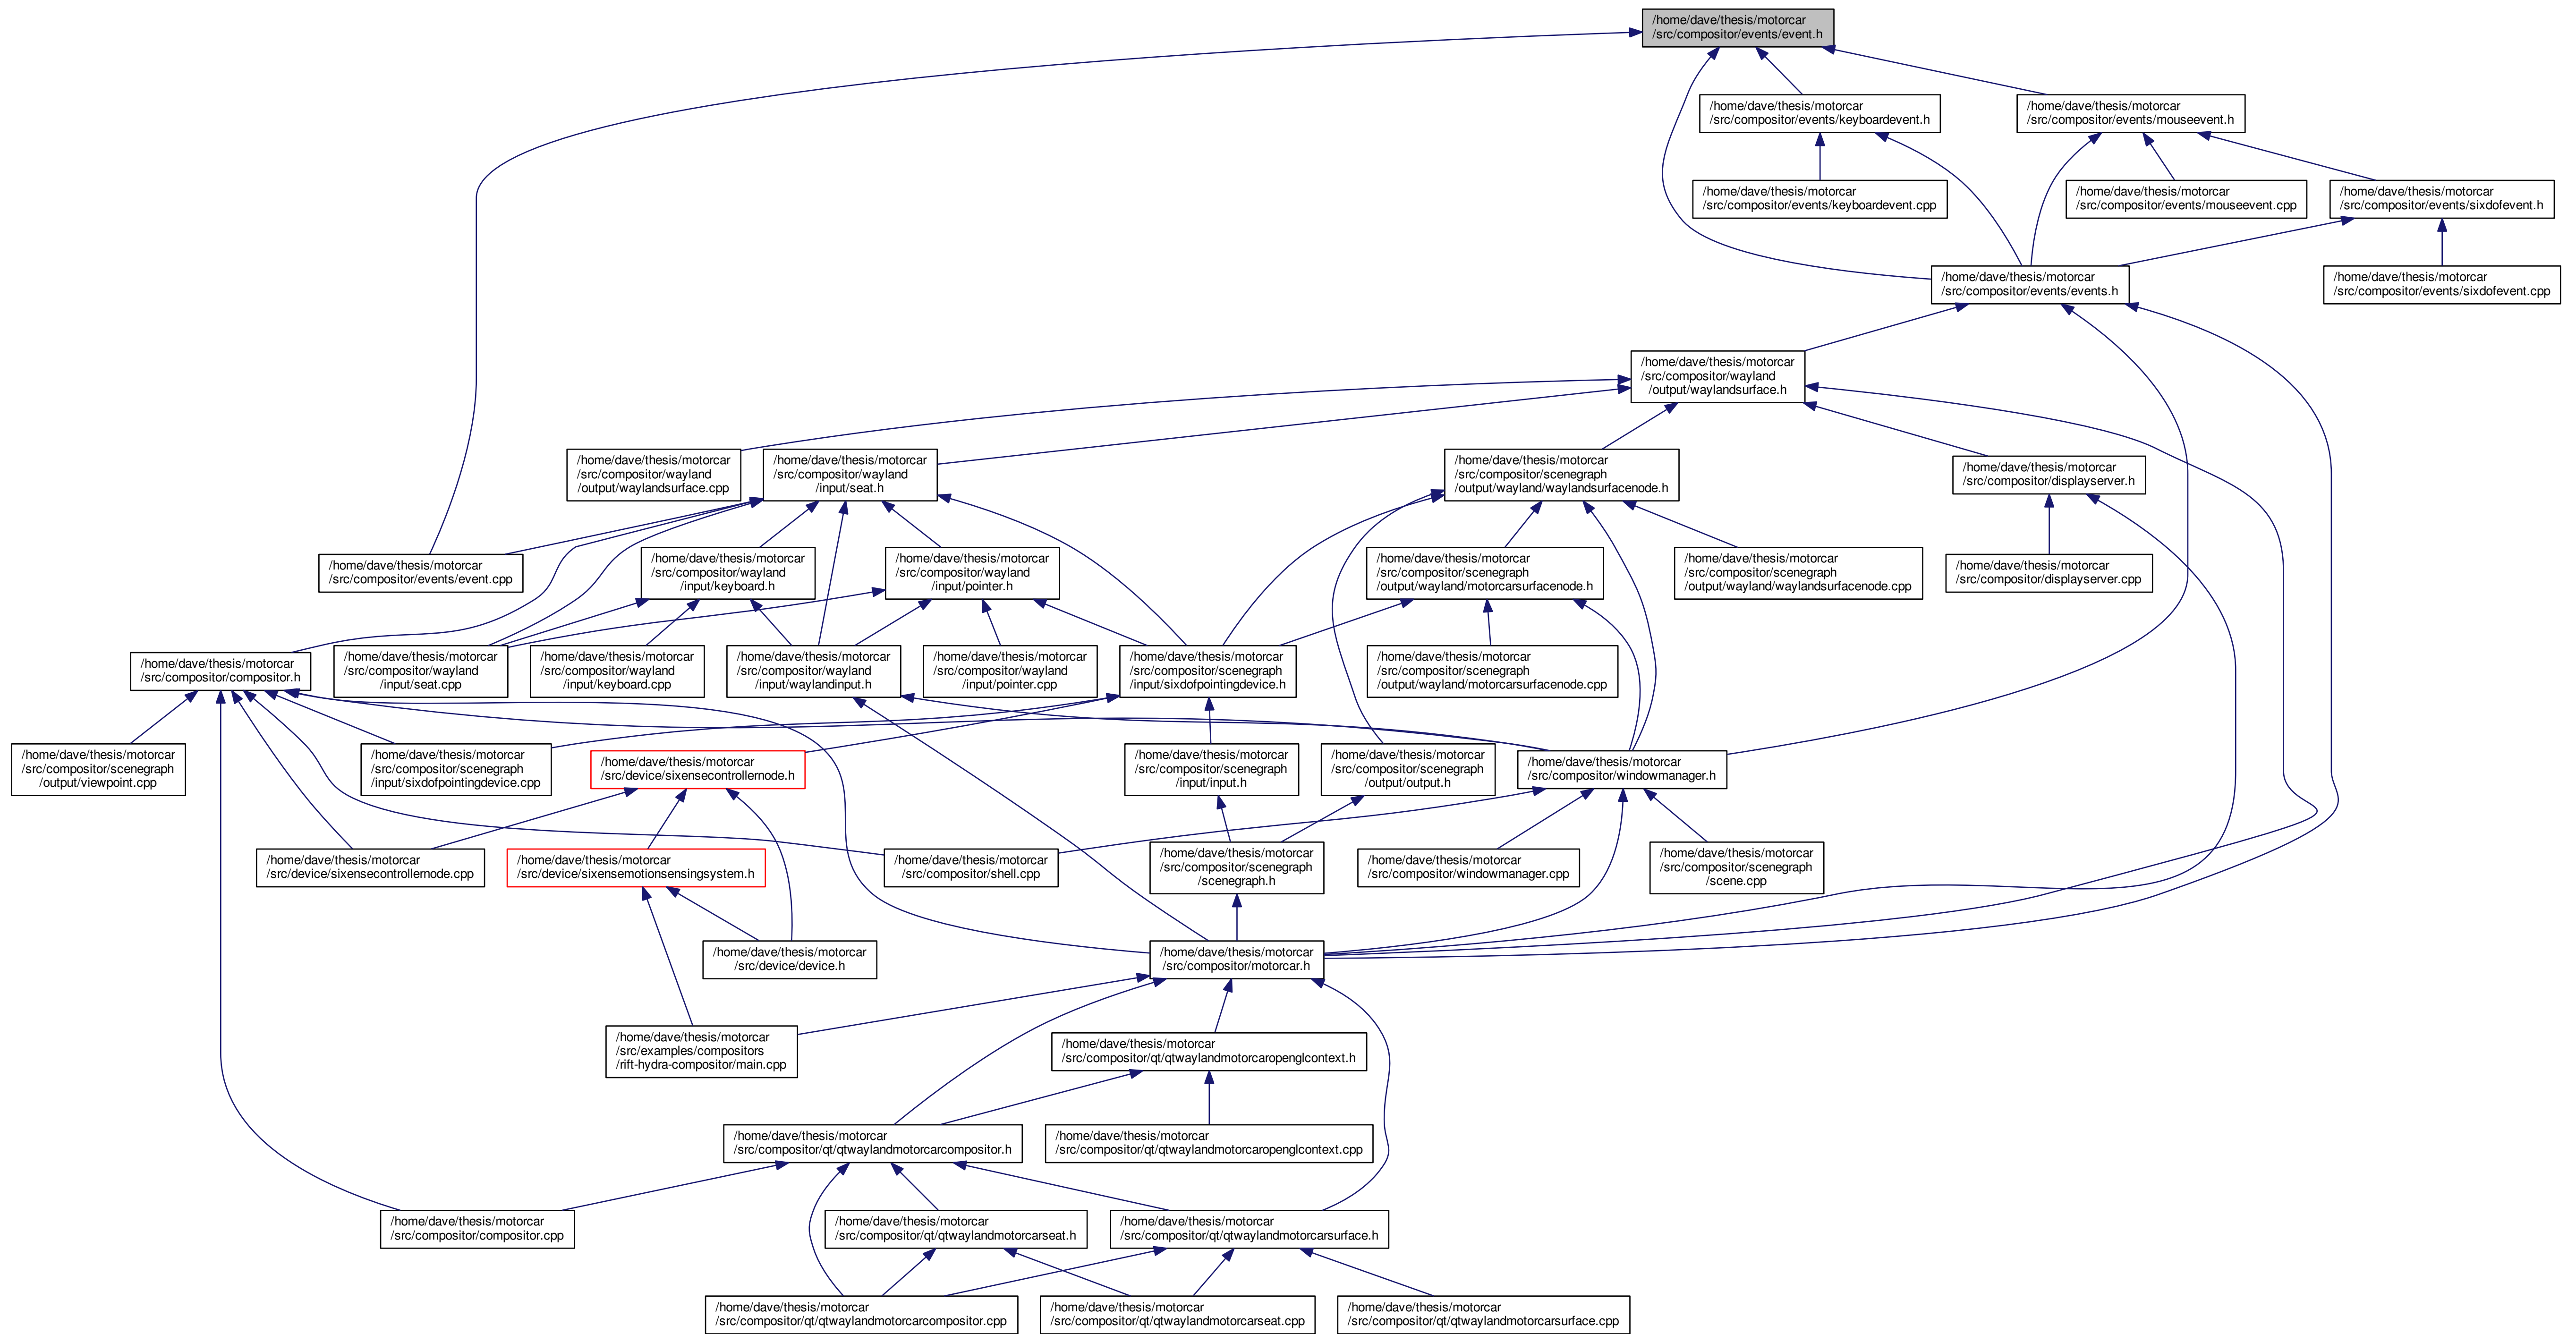 /home/dave/thesis/motorcar
/src/compositor/events/event.h
/home/dave/thesis/motorcar
/src/compositor/events/keyboardevent.h
/home/dave/thesis/motorcar
/src/compositor/events/mouseevent.h
/home/dave/thesis/motorcar
/src/compositor/events/keyboardevent.cpp
/home/dave/thesis/motorcar
/src/compositor/events/mouseevent.cpp
/home/dave/thesis/motorcar
/src/compositor/events/sixdofevent.h
/home/dave/thesis/motorcar
/src/compositor/events/events.h
/home/dave/thesis/motorcar
/src/compositor/events/sixdofevent.cpp
/home/dave/thesis/motorcar
/src/compositor/wayland
/output/waylandsurface.h
/home/dave/thesis/motorcar
/src/compositor/wayland
/output/waylandsurface.cpp
/home/dave/thesis/motorcar
/src/compositor/wayland
/input/seat.h
/home/dave/thesis/motorcar
/src/compositor/scenegraph
/output/wayland/waylandsurfacenode.h
/home/dave/thesis/motorcar
/src/compositor/displayserver.h
/home/dave/thesis/motorcar
/src/compositor/events/event.cpp
/home/dave/thesis/motorcar
/src/compositor/wayland
/input/keyboard.h
/home/dave/thesis/motorcar
/src/compositor/wayland
/input/pointer.h
/home/dave/thesis/motorcar
/src/compositor/scenegraph
/output/wayland/motorcarsurfacenode.h
/home/dave/thesis/motorcar
/src/compositor/scenegraph
/output/wayland/waylandsurfacenode.cpp
/home/dave/thesis/motorcar
/src/compositor/displayserver.cpp
/home/dave/thesis/motorcar
/src/compositor/compositor.h
/home/dave/thesis/motorcar
/src/compositor/wayland
/input/seat.cpp
/home/dave/thesis/motorcar
/src/compositor/wayland
/input/keyboard.cpp
/home/dave/thesis/motorcar
/src/compositor/wayland
/input/waylandinput.h
/home/dave/thesis/motorcar
/src/compositor/wayland
/input/pointer.cpp
/home/dave/thesis/motorcar
/src/compositor/scenegraph
/input/sixdofpointingdevice.h
/home/dave/thesis/motorcar
/src/compositor/scenegraph
/output/wayland/motorcarsurfacenode.cpp
/home/dave/thesis/motorcar
/src/compositor/scenegraph
/output/viewpoint.cpp
/home/dave/thesis/motorcar
/src/compositor/scenegraph
/input/sixdofpointingdevice.cpp
/home/dave/thesis/motorcar
/src/device/sixensecontrollernode.h
/home/dave/thesis/motorcar
/src/compositor/scenegraph
/input/input.h
/home/dave/thesis/motorcar
/src/compositor/scenegraph
/output/output.h
/home/dave/thesis/motorcar
/src/compositor/windowmanager.h
/home/dave/thesis/motorcar
/src/device/sixensecontrollernode.cpp
/home/dave/thesis/motorcar
/src/device/sixensemotionsensingsystem.h
/home/dave/thesis/motorcar
/src/compositor/shell.cpp
/home/dave/thesis/motorcar
/src/compositor/scenegraph
/scenegraph.h
/home/dave/thesis/motorcar
/src/compositor/windowmanager.cpp
/home/dave/thesis/motorcar
/src/compositor/scenegraph
/scene.cpp
/home/dave/thesis/motorcar
/src/device/device.h
/home/dave/thesis/motorcar
/src/compositor/motorcar.h
/home/dave/thesis/motorcar
/src/examples/compositors
/rift-hydra-compositor/main.cpp
/home/dave/thesis/motorcar
/src/compositor/qt/qtwaylandmotorcaropenglcontext.h
/home/dave/thesis/motorcar
/src/compositor/qt/qtwaylandmotorcarcompositor.h
/home/dave/thesis/motorcar
/src/compositor/qt/qtwaylandmotorcaropenglcontext.cpp
/home/dave/thesis/motorcar
/src/compositor/compositor.cpp
/home/dave/thesis/motorcar
/src/compositor/qt/qtwaylandmotorcarseat.h
/home/dave/thesis/motorcar
/src/compositor/qt/qtwaylandmotorcarsurface.h
/home/dave/thesis/motorcar
/src/compositor/qt/qtwaylandmotorcarcompositor.cpp
/home/dave/thesis/motorcar
/src/compositor/qt/qtwaylandmotorcarseat.cpp
/home/dave/thesis/motorcar
/src/compositor/qt/qtwaylandmotorcarsurface.cpp